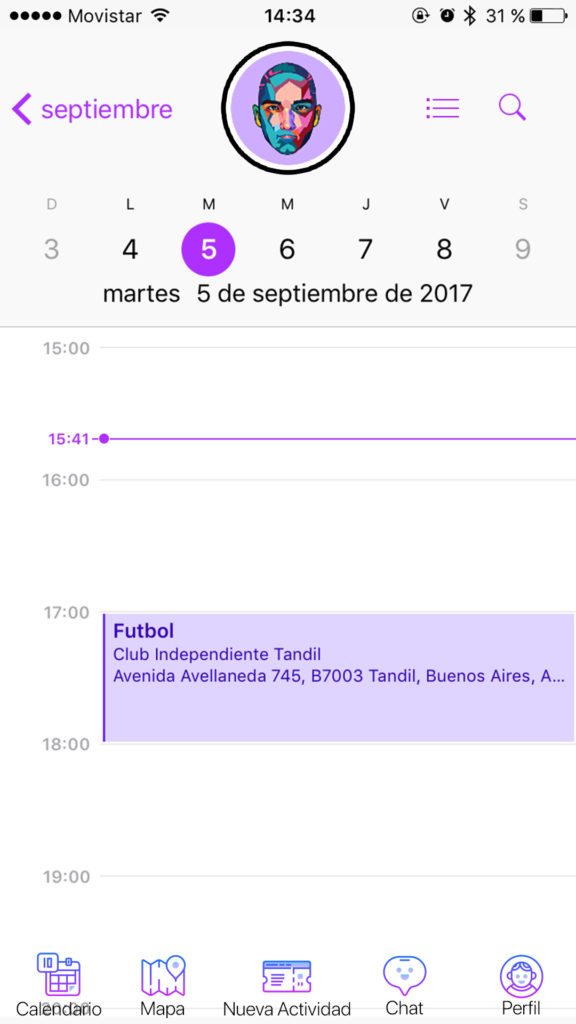 Movistar 14:34 31 %
septiembre
D L M M J V S
3 4 5 6 7 8 9
martes 5 de septiembre de 2017
15:00
15:41
16:00
17:00
Futbol
Club Independiente Tandil
Avenida Avellaneda 745, B7003 Tandil, Buenos Aires, A...
18:00
19:00
20:00
Calendario Mapa Nueva Actividad Chat Perfil